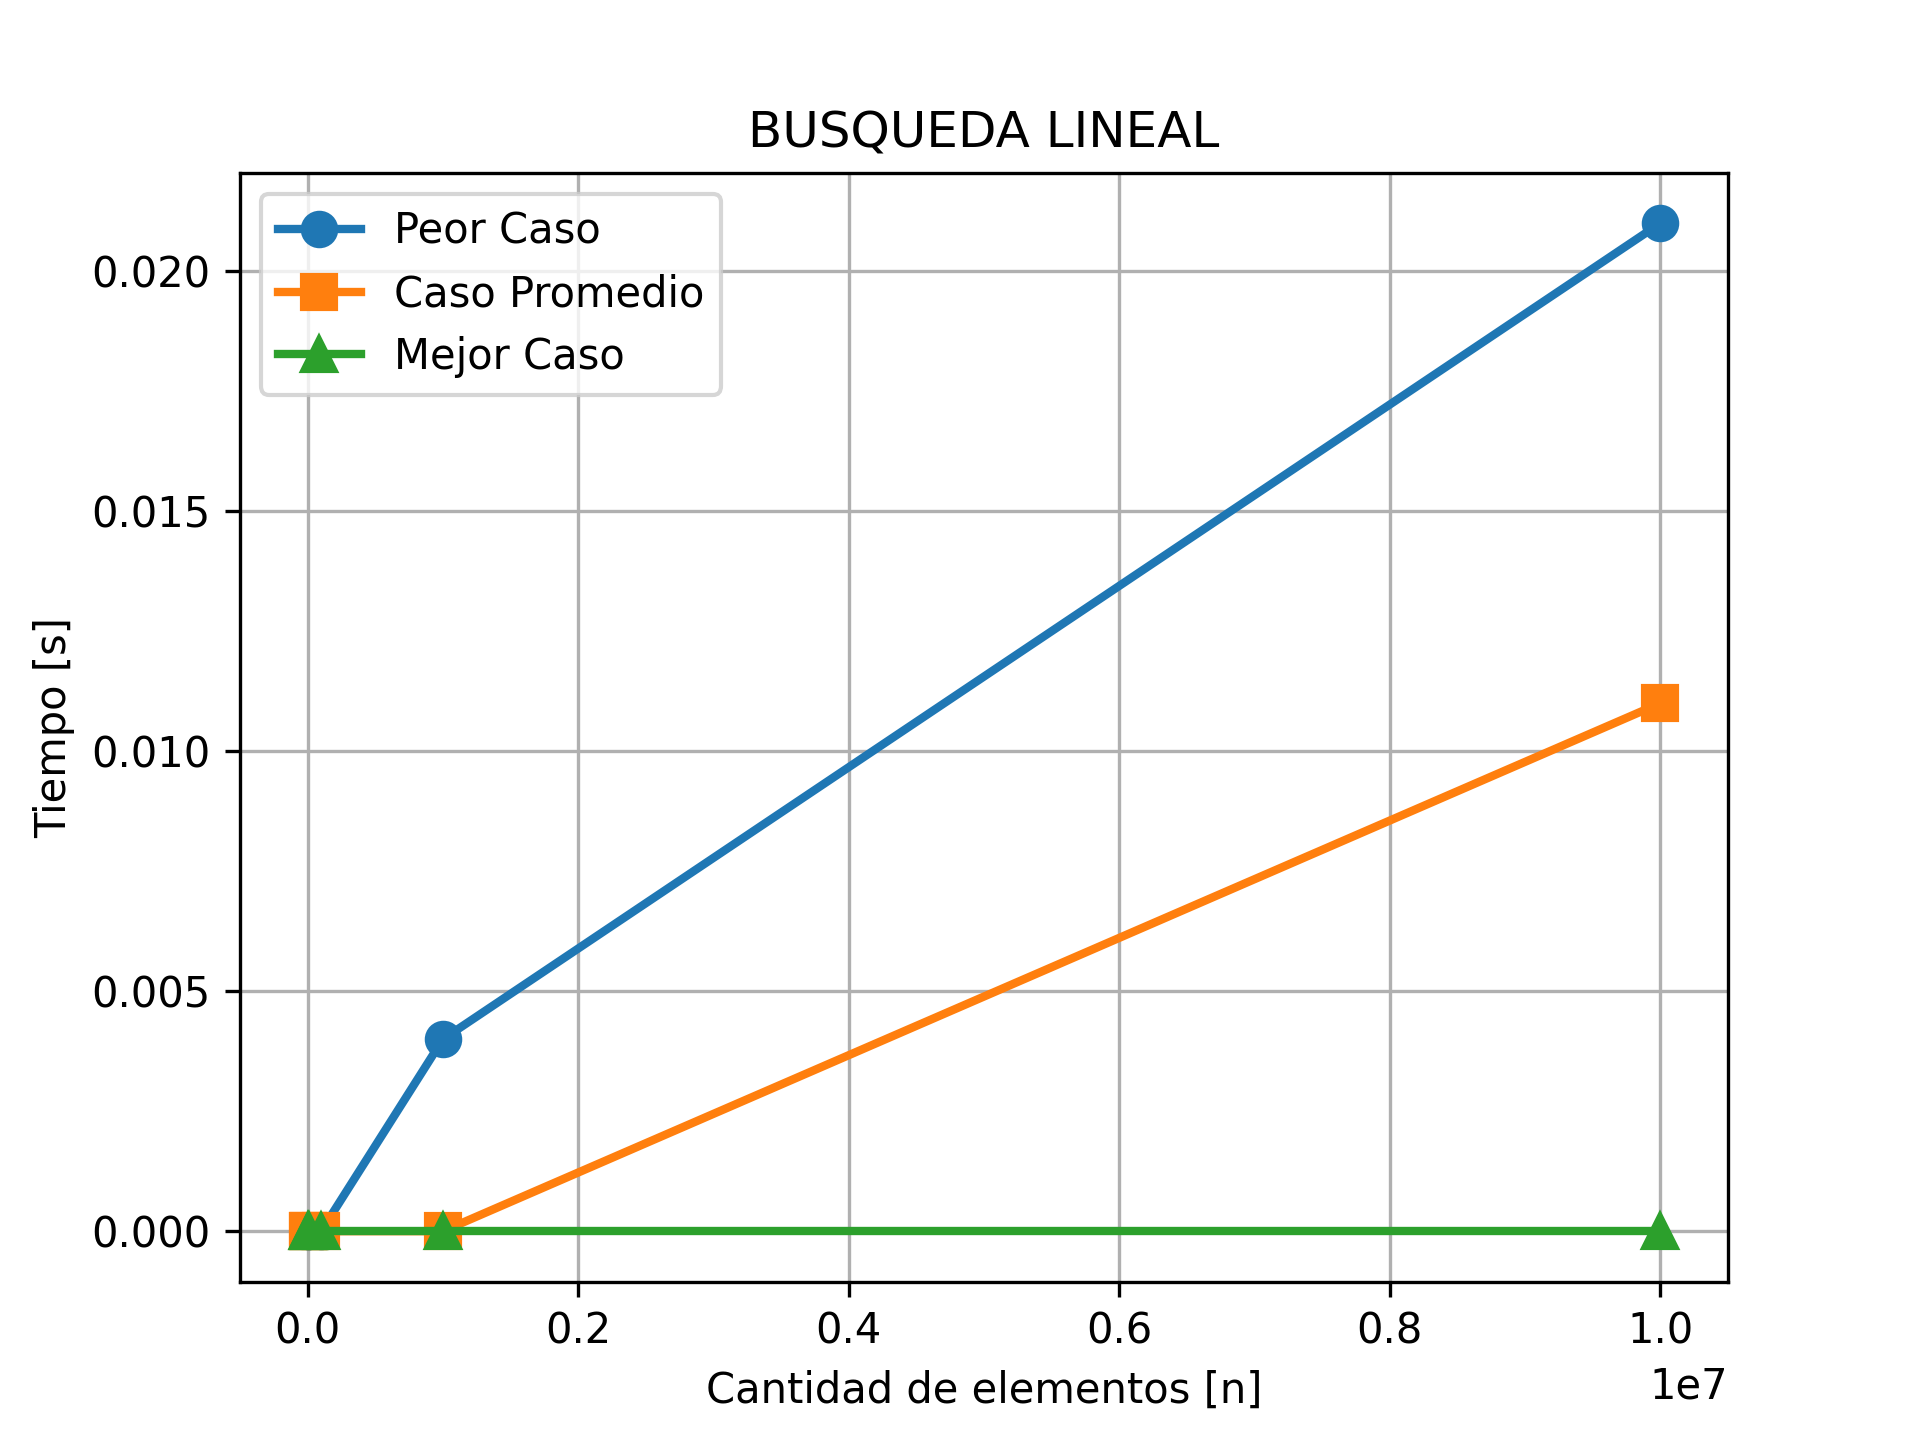 BUSQUEDA LINEAL
Peor Caso
Caso Promedio
Mejor Caso
0.020
0.015
0.010
0.005
0.000
Tiempo [s]
0.0 0.2 0.4 0.6 0.8 1.0
1e7
Cantidad de elementos [n]